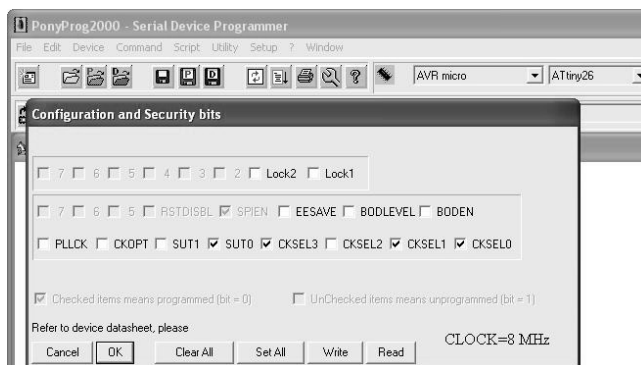 PonyProg2000 - Serial Device Programmer
File Edit Device Command Script Utility Setup ? Window
AVR micro ATtiny26
Configuration and Security bits
7 6 5 4 3 2 Lock2 Lock1
7 6 5 RSTDISBL SPIEN EESAVE BODLEVEL BODEN
PLLCK CKOPT SUT1 SUT0 CKSEL3 CKSEL2 CKSEL1 CKSEL0
Checked items means programmed (bit = 0) UnChecked items means unprogrammed (bit = 1)
Refer to device datasheet, please
CLOCK=8 MHz
Cancel OK Clear All Set All Write Read